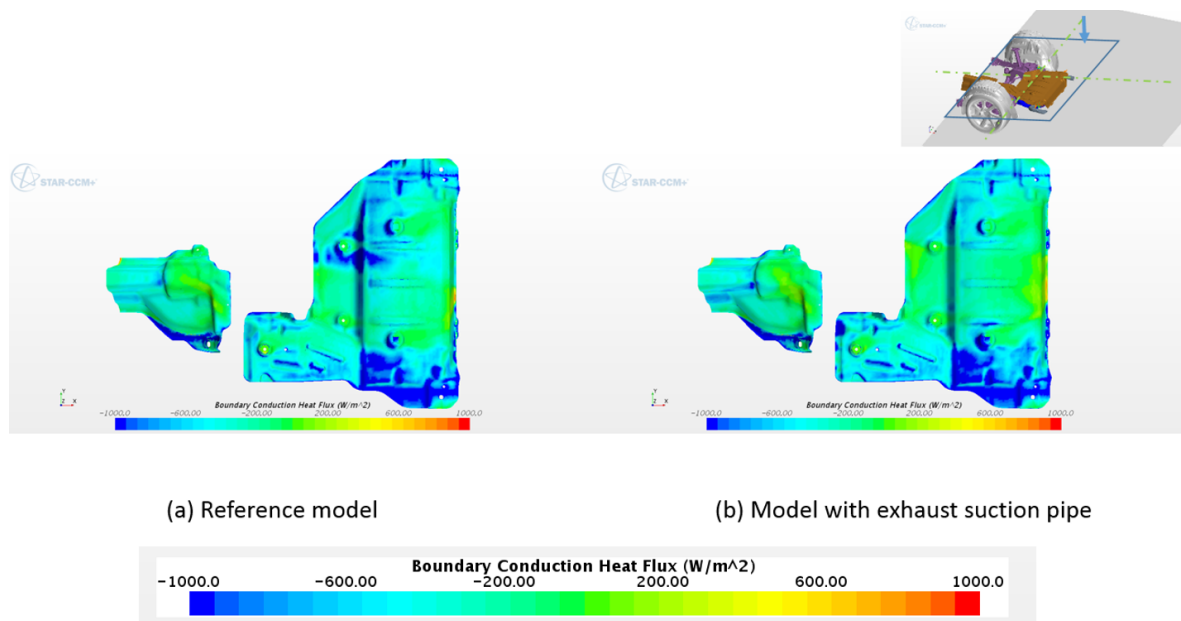 STAR-CCM+
STAR-CCM+
STAR-CCM+
Boundary Conduction Heat Flux (W/m^2)
-1000.0 -600.00 -200.00 200.00 600.00 1000.0
Boundary Conduction Heat Flux (W/m^2)
-1000.0 -600.00 -200.00 200.00 600.00 1000.0
(a) Reference model
(b) Model with exhaust suction pipe
Boundary Conduction Heat Flux (W/m^2)
-1000.0 -600.00 -200.00 200.00 600.00 1000.0